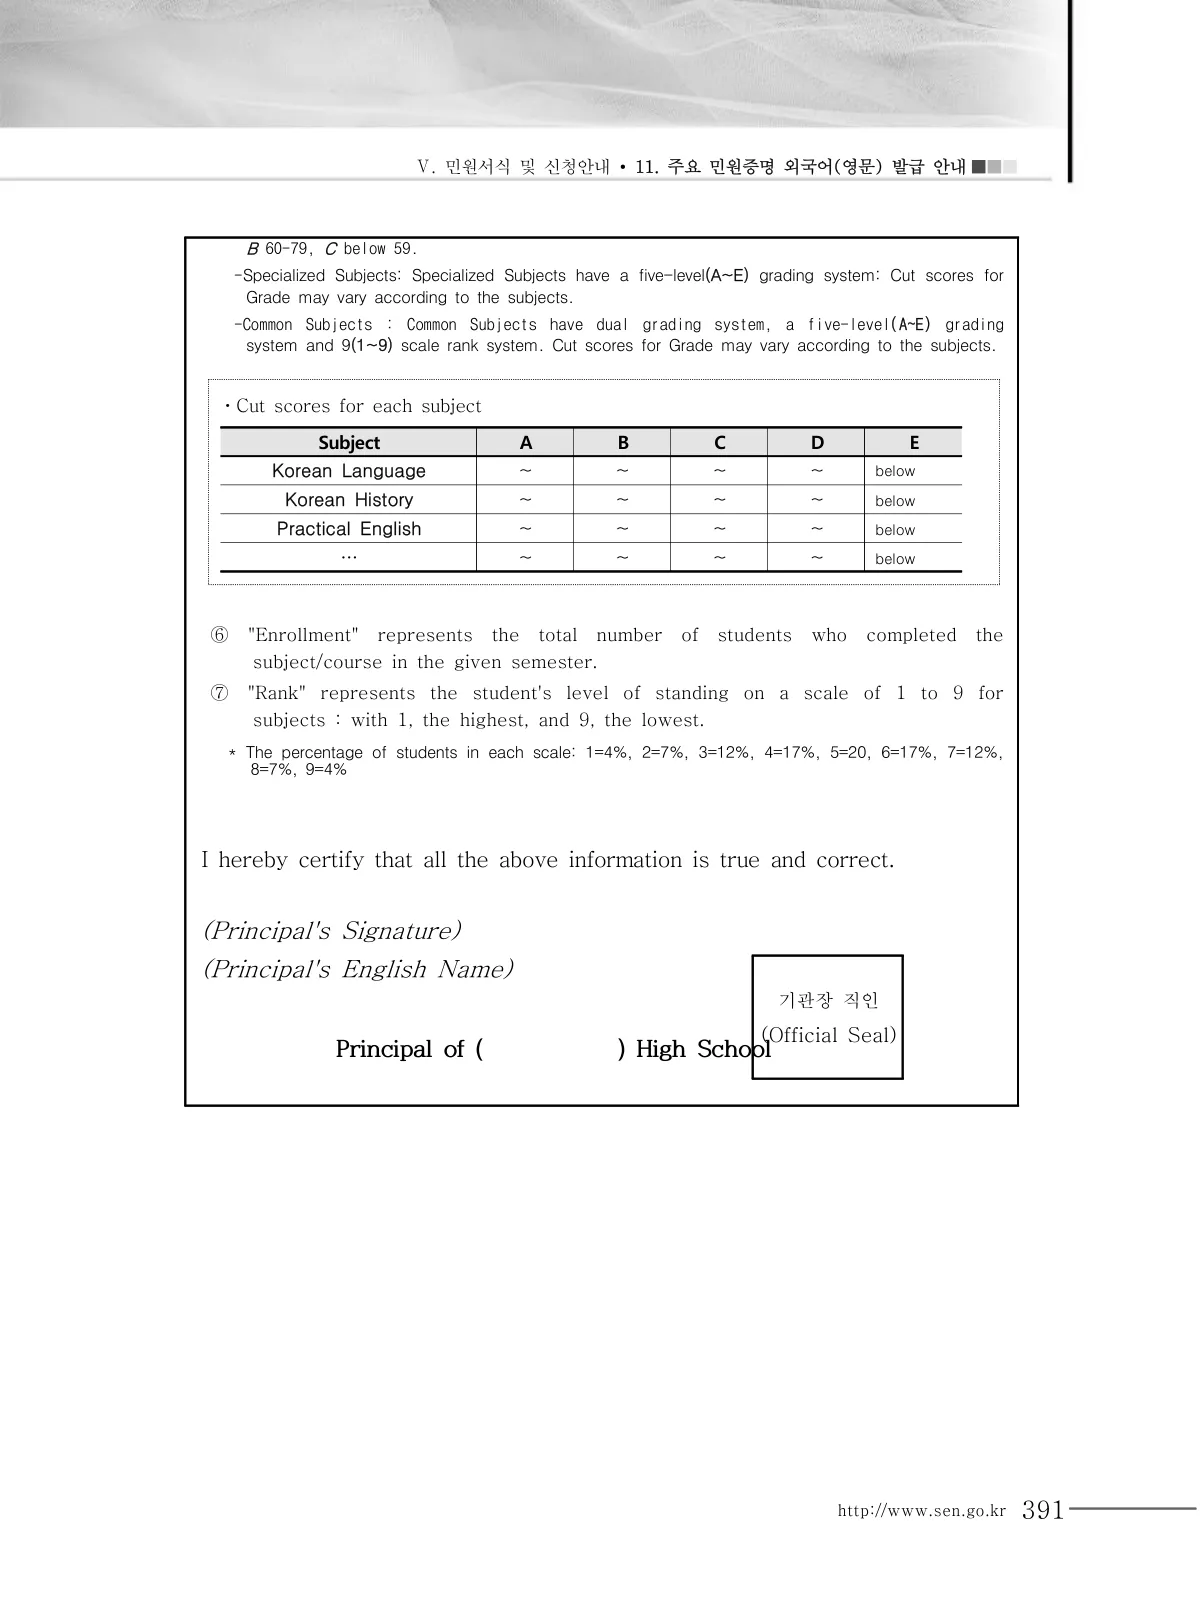 Ⅴ. 민원서식 및 신청안내 • 11. 주요 민원증명 외국어(영문) 발급 안내
B 60-79, C below 59.
-Specialized Subjects: Specialized Subjects have a five-level(A~E) grading system: Cut scores for
Grade may vary according to the subjects.
-Common Subjects : Common Subjects have dual grading system, a five-level(A~E) grading
system and 9(1~9) scale rank system. Cut scores for Grade may vary according to the subjects.
·Cut scores for each subject
Subject A B C D E
Korean Language ~ ~ ~ ~ below
Korean History ~ ~ ~ ~ below
Practical English ~ ~ ~ ~ below
… ~ ~ ~ ~ below
⑥ "Enrollment" represents the total number of students who completed the
subject/course in the given semester.
⑦ "Rank" represents the student's level of standing on a scale of 1 to 9 for
subjects : with 1, the highest, and 9, the lowest.
* The percentage of students in each scale: 1=4%, 2=7%, 3=12%, 4=17%, 5=20, 6=17%, 7=12%,
8=7%, 9=4%
I hereby certify that all the above information is true and correct.
(Principal's Signature)
(Principal's English Name)
기관장 직인
(Official Seal)
Principal of ( ) High School
http://www.sen.go.kr 391